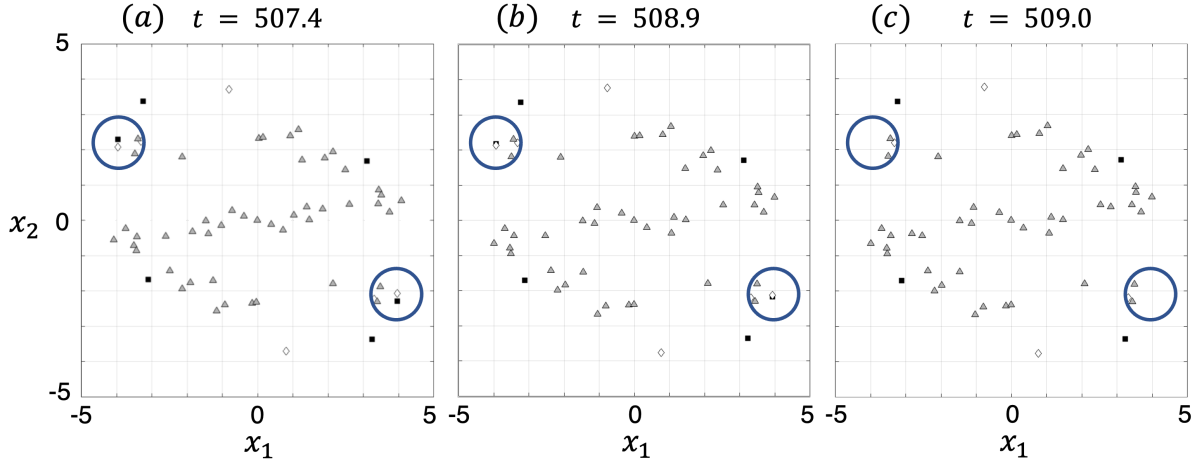 (a) t = 507.4
(b) t = 508.9
(c) t = 509.0
5
x₂
0
-5
-5 0 5
-5 0 5
-5 0 5
x₁
x₁
x₁